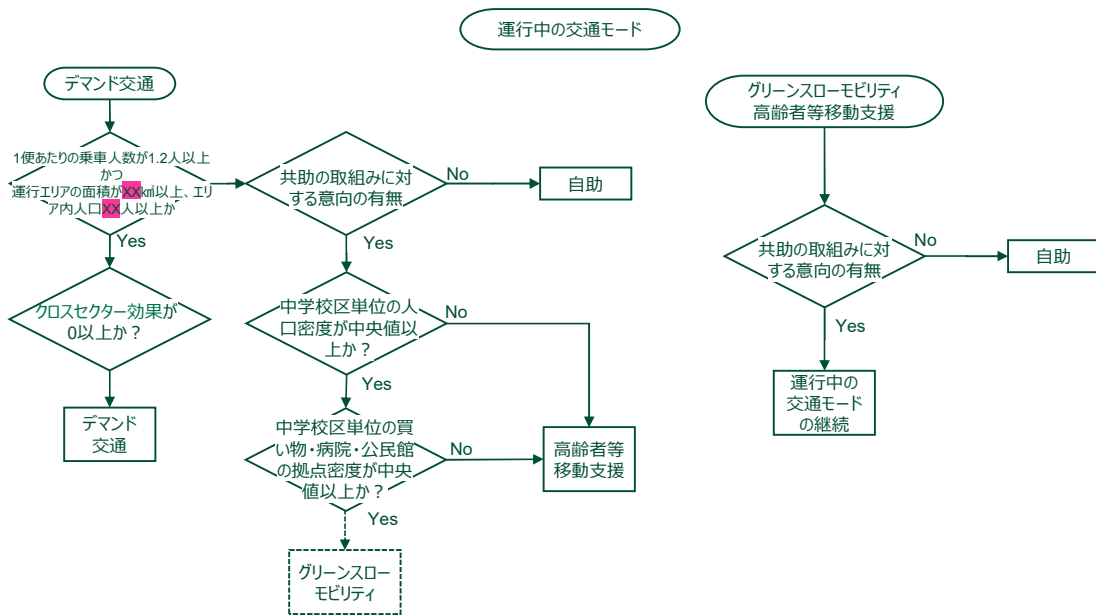 運行中の交通モード
デマンド交通
1便あたりの乗車人数が1.2人以上
かつ
運行エリアの面積がXX㎢以上、エリ
ア内人口XX人以上か
Yes
クロスセクター効果が
0以上か？
デマンド
交通
共助の取組みに対
する意向の有無
No
自助
Yes
中学校区単位の人
口密度が中央値以
上か？
No
Yes
中学校区単位の買
い物・病院・公民館
の拠点密度が中央
値以上か？
No
高齢者等
移動支援
Yes
グリーンスロー
モビリティ
グリーンスローモビリティ
高齢者等移動支援
共助の取組みに対
する意向の有無
No
自助
Yes
運行中の
交通モード
の継続